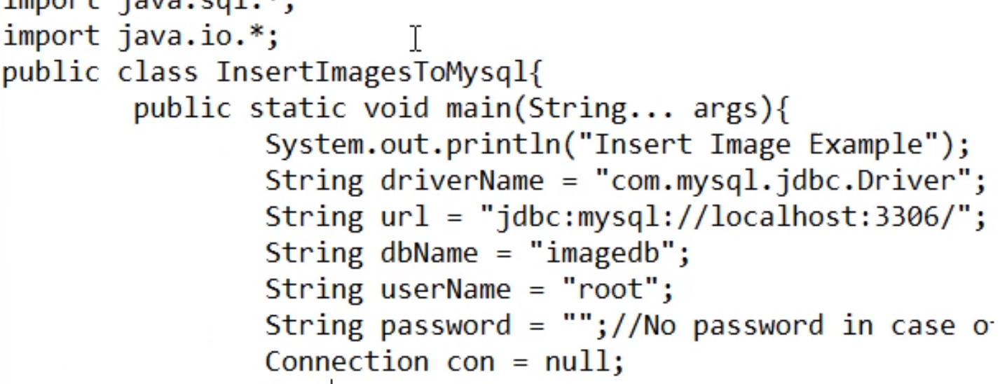 import java.sql.*;
import java.io.*;
public class InsertImagesToMysql{
public static void main(String... args){
System.out.println("Insert Image Example");
String driverName = "com.mysql.jdbc.Driver";
String url = "jdbc:mysql://localhost:3306/";
String dbName = "imagedb";
String userName = "root";
String password = "";//No password in case
Connection con = null;